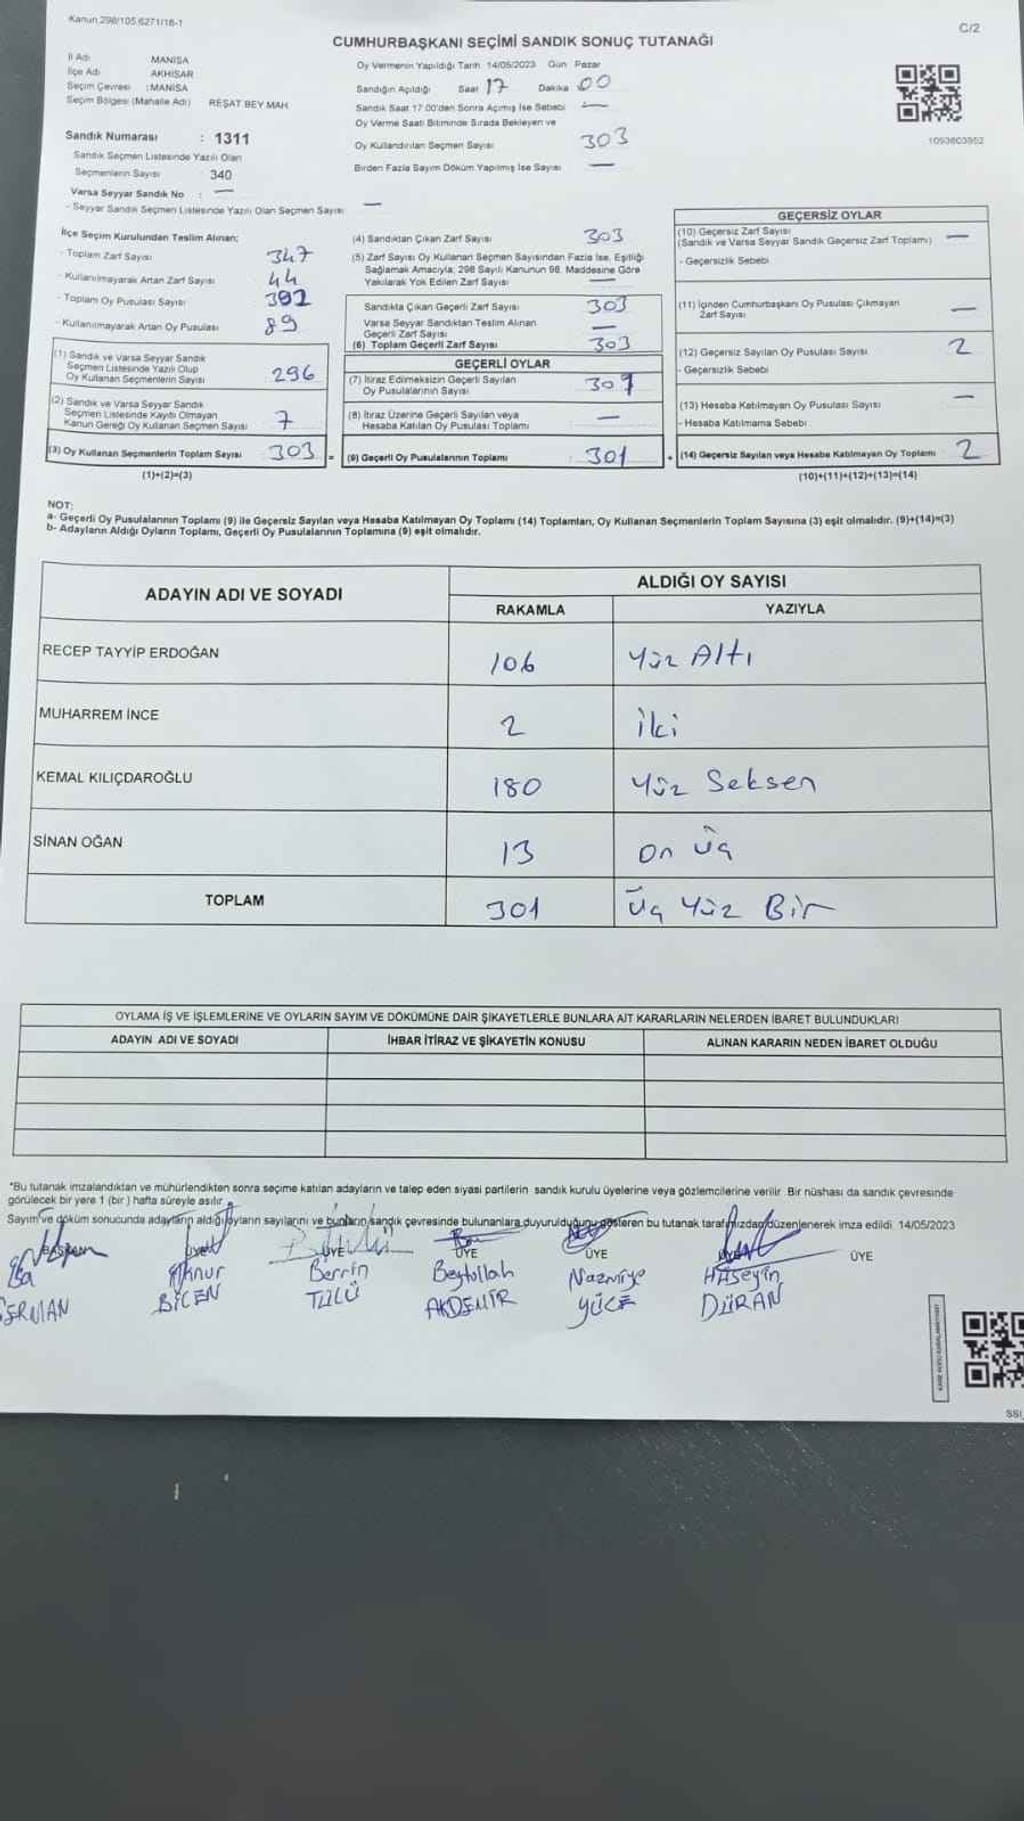 Kanun 298/105,6271/16-1
C/2
CUMHURBAŞKANI SEÇİMİ SANDIK SONUÇ TUTANAĞI
İl Adı MANİSA
İlçe Adı AKHİSAR
Seçim Çevresi : MANİSA
Seçim Bölgesi (Mahalle Adı) REŞAT BEY MAH.
Sandık Numarası : 1311
Sandık Seçmen Listesinde Yazılı Olan
Seçmenlerin Sayısı 340
Varsa Seyyar Sandık No : —
- Seyyar Sandık Seçmen Listesinde Yazılı Olan Seçmen Sayısı —
Oy Vermenin Yapıldığı Tarih 14/05/2023 Gün Pazar
Sandığın Açıldığı Saat 17 Dakika 00
Sandık Saat 17.00'den Sonra Açılmış İse Sebebi —
Oy Verme Saati Bitiminde Sırada Bekleyen ve
Oy Kullandırılan Seçmen Sayısı 303
Birden Fazla Sayım Döküm Yapılmış İse Sayısı —
1093603952
İlçe Seçim Kurulundan Teslim Alınan;
- Toplam Zarf Sayısı 347
- Kullanılmayarak Artan Zarf Sayısı 44
- Toplam Oy Pusulası Sayısı 392
- Kullanılmayarak Artan Oy Pusulası 89
(1) Sandık ve Varsa Seyyar Sandık
Seçmen Listesinde Yazılı Olup
Oy Kullanan Seçmenlerin Sayısı 296
(2) Sandık ve Varsa Seyyar Sandık
Seçmen Listesinde Kayıtlı Olmayan
Kanun Gereği Oy Kullanan Seçmen Sayısı 7
(3) Oy Kullanan Seçmenlerin Toplam Sayısı 303 =
(1)+(2)=(3)
(4) Sandıktan Çıkan Zarf Sayısı 303
(5) Zarf Sayısı Oy Kullanan Seçmen Sayısından Fazla İse, Eşitliği
Sağlamak Amacıyla; 298 Sayılı Kanunun 98. Maddesine Göre
Yakılarak Yok Edilen Zarf Sayısı —
Sandıkta Çıkan Geçerli Zarf Sayısı 303
Varsa Seyyar Sandıktan Teslim Alınan
Geçerli Zarf Sayısı —
(6) Toplam Geçerli Zarf Sayısı 303
GEÇERLİ OYLAR
(7) İtiraz Edilmeksizin Geçerli Sayılan
Oy Pusulalarının Sayısı 301
(8) İtiraz Üzerine Geçerli Sayılan veya
Hesaba Katılan Oy Pusulası Toplamı —
(9) Geçerli Oy Pusulalarının Toplamı 301 +
GEÇERSİZ OYLAR
(10) Geçersiz Zarf Sayısı
(Sandık ve Varsa Seyyar Sandık Geçersiz Zarf Toplamı) —
- Geçersizlik Sebebi
(11) İçinden Cumhurbaşkanı Oy Pusulası Çıkmayan
Zarf Sayısı —
(12) Geçersiz Sayılan Oy Pusulası Sayısı 2
- Geçersizlik Sebebi
(13) Hesaba Katılmayan Oy Pusulası Sayısı —
- Hesaba Katılmama Sebebi
(14) Geçersiz Sayılan veya Hesaba Katılmayan Oy Toplamı 2
(10)+(11)+(12)+(13)=(14)
NOT:
a- Geçerli Oy Pusulalarının Toplamı (9) ile Geçersiz Sayılan veya Hesaba Katılmayan Oy Toplamı (14) Toplamları, Oy Kullanan Seçmenlerin Toplam Sayısına (3) eşit olmalıdır. (9)+(14)=(3)
b- Adayların Aldığı Oyların Toplamı, Geçerli Oy Pusulalarının Toplamına (9) eşit olmalıdır.
ADAYIN ADI VE SOYADI ALDIĞI OY SAYISI
RAKAMLA YAZIYLA
RECEP TAYYİP ERDOĞAN 106 Yüz Altı
MUHARREM İNCE 2 iki
KEMAL KILIÇDAROĞLU 180 Yüz Seksen
SİNAN OĞAN 13 on üç
TOPLAM 301 Üç Yüz Bir
OYLAMA İŞ VE İŞLEMLERİNE VE OYLARIN SAYIM VE DÖKÜMÜNE DAİR ŞİKAYETLERLE BUNLARA AİT KARARLARIN NELERDEN İBARET BULUNDUKLARI
ADAYIN ADI VE SOYADI İHBAR İTİRAZ VE ŞİKAYETİN KONUSU ALINAN KARARIN NEDEN İBARET OLDUĞU
*Bu tutanak imzalandıktan ve mühürlendikten sonra seçime katılan adayların ve talep eden siyasi partilerin sandık kurulu üyelerine veya gözlemcilerine verilir. Bir nüshası da sandık çevresinde
görülecek bir yere 1 (bir) hafta süreyle asılır.
Sayım ve döküm sonucunda adayların aldığı oyların sayılarını ve bunların sandık çevresinde bulunanlara duyurulduğunu gösteren bu tutanak tarafımızdan düzenlenerek imza edildi. 14/05/2023
BAŞKAN ÜYE ÜYE ÜYE ÜYE ÜYE ÜYE
Berrin Beytullah Nazmiye Hüseyin
BİCEN TÜLÜ AKDEMİR YÜCE DURAN